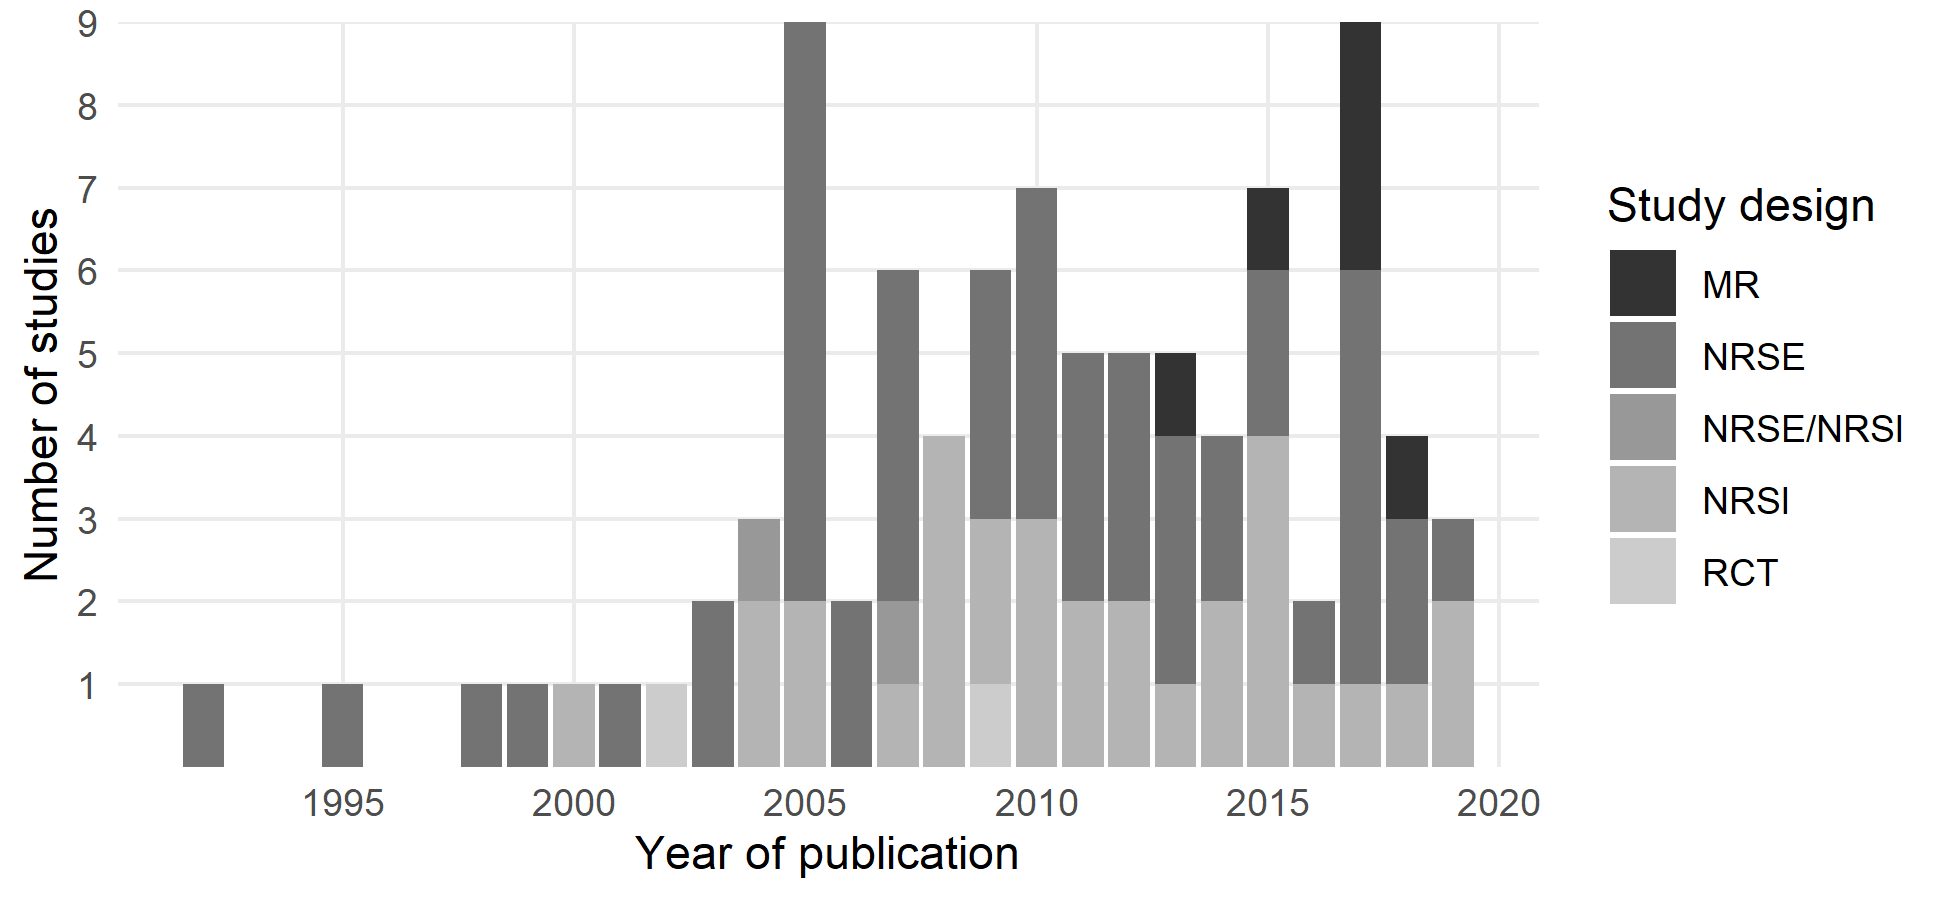 Number of studies
9
8
7
6
5
4
3
2
1
1995 2000 2005 2010 2015 2020
Year of publication
Study design
MR
NRSE
NRSE/NRSI
NRSI
RCT